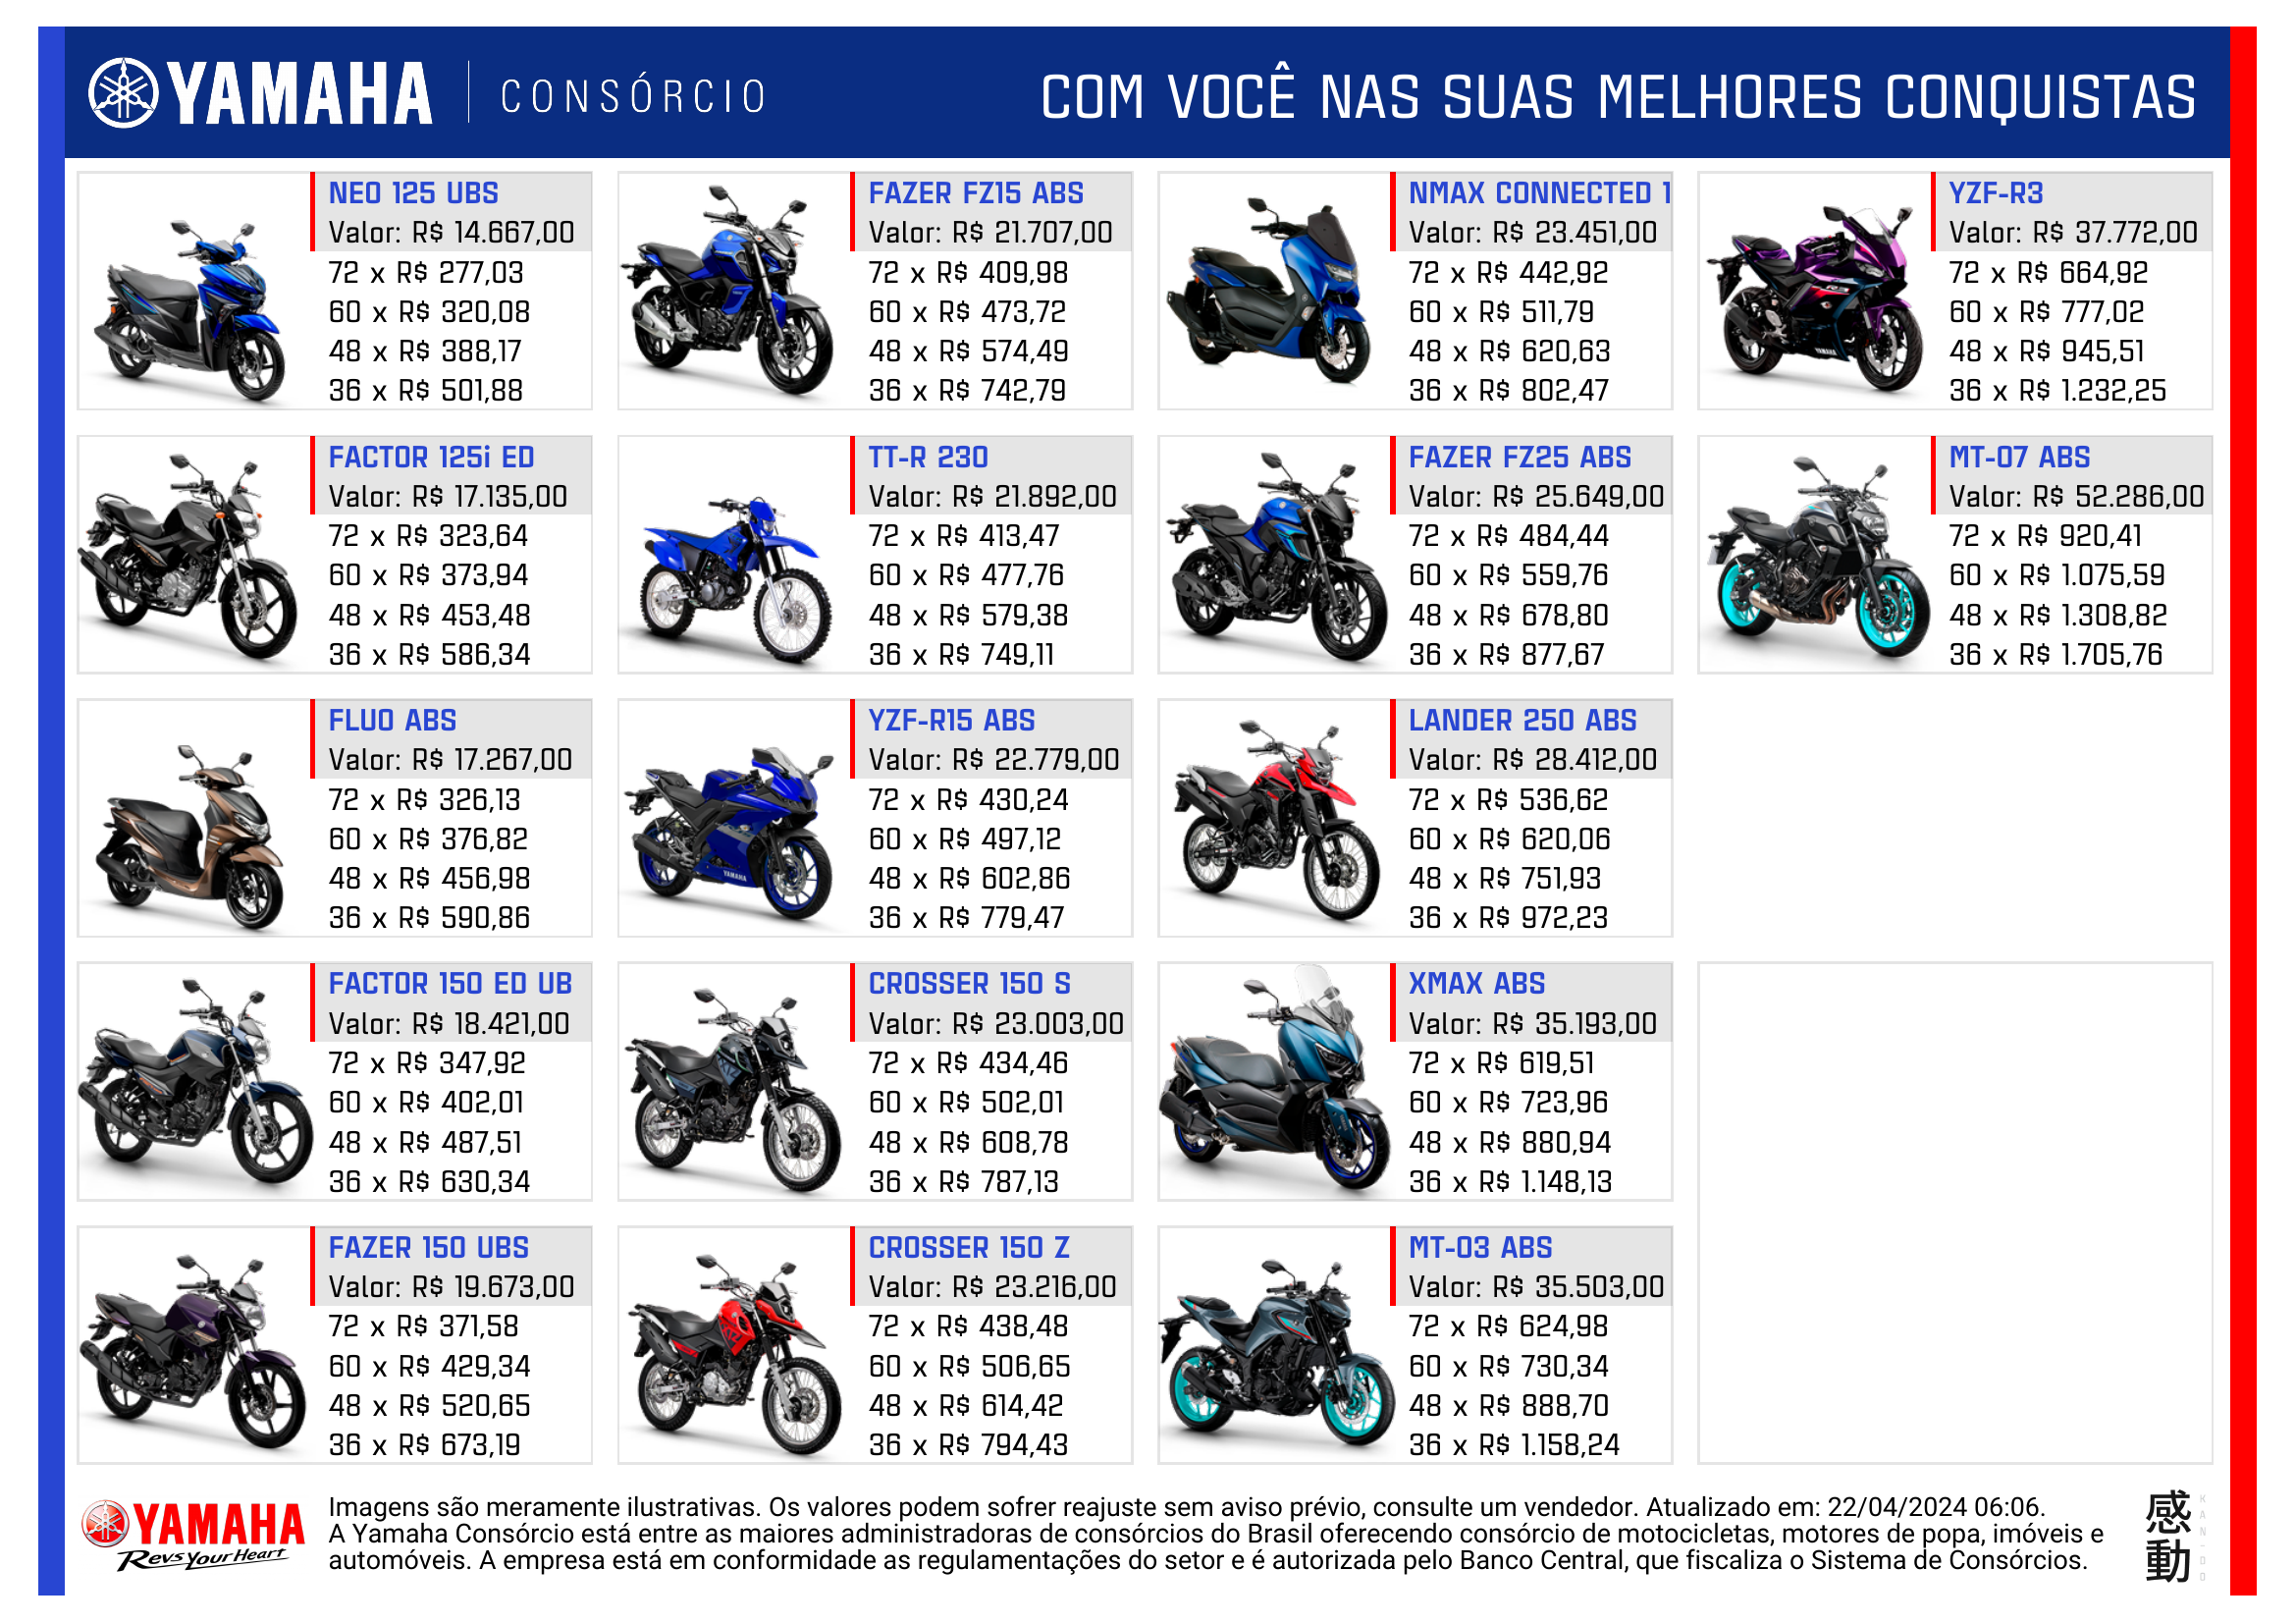 YAMAHA CONSÓRCIO
COM VOCÊ NAS SUAS MELHORES CONQUISTAS
NEO 125 UBS
Valor: R$ 14.667,00
72 x R$ 277,03
60 x R$ 320,08
48 x R$ 388,17
36 x R$ 501,88
FAZER FZ15 ABS
Valor: R$ 21.707,00
72 x R$ 409,98
60 x R$ 473,72
48 x R$ 574,49
36 x R$ 742,79
NMAX CONNECTED 1
Valor: R$ 23.451,00
72 x R$ 442,92
60 x R$ 511,79
48 x R$ 620,63
36 x R$ 802,47
YZF-R3
Valor: R$ 37.772,00
72 x R$ 664,92
60 x R$ 777,02
48 x R$ 945,51
36 x R$ 1.232,25
FACTOR 125i ED
Valor: R$ 17.135,00
72 x R$ 323,64
60 x R$ 373,94
48 x R$ 453,48
36 x R$ 586,34
TT-R 230
Valor: R$ 21.892,00
72 x R$ 413,47
60 x R$ 477,76
48 x R$ 579,38
36 x R$ 749,11
FAZER FZ25 ABS
Valor: R$ 25.649,00
72 x R$ 484,44
60 x R$ 559,76
48 x R$ 678,80
36 x R$ 877,67
MT-07 ABS
Valor: R$ 52.286,00
72 x R$ 920,41
60 x R$ 1.075,59
48 x R$ 1.308,82
36 x R$ 1.705,76
FLUO ABS
Valor: R$ 17.267,00
72 x R$ 326,13
60 x R$ 376,82
48 x R$ 456,98
36 x R$ 590,86
YZF-R15 ABS
Valor: R$ 22.779,00
72 x R$ 430,24
60 x R$ 497,12
48 x R$ 602,86
36 x R$ 779,47
LANDER 250 ABS
Valor: R$ 28.412,00
72 x R$ 536,62
60 x R$ 620,06
48 x R$ 751,93
36 x R$ 972,23
FACTOR 150 ED UB
Valor: R$ 18.421,00
72 x R$ 347,92
60 x R$ 402,01
48 x R$ 487,51
36 x R$ 630,34
CROSSER 150 S
Valor: R$ 23.003,00
72 x R$ 434,46
60 x R$ 502,01
48 x R$ 608,78
36 x R$ 787,13
XMAX ABS
Valor: R$ 35.193,00
72 x R$ 619,51
60 x R$ 723,96
48 x R$ 880,94
36 x R$ 1.148,13
FAZER 150 UBS
Valor: R$ 19.673,00
72 x R$ 371,58
60 x R$ 429,34
48 x R$ 520,65
36 x R$ 673,19
CROSSER 150 Z
Valor: R$ 23.216,00
72 x R$ 438,48
60 x R$ 506,65
48 x R$ 614,42
36 x R$ 794,43
MT-03 ABS
Valor: R$ 35.503,00
72 x R$ 624,98
60 x R$ 730,34
48 x R$ 888,70
36 x R$ 1.158,24
YAMAHA
Revs Your Heart
Imagens são meramente ilustrativas. Os valores podem sofrer reajuste sem aviso prévio, consulte um vendedor. Atualizado em: 22/04/2024 06:06.
A Yamaha Consórcio está entre as maiores administradoras de consórcios do Brasil oferecendo consórcio de motocicletas, motores de popa, imóveis e
automóveis. A empresa está em conformidade as regulamentações do setor e é autorizada pelo Banco Central, que fiscaliza o Sistema de Consórcios.
感動
KAN-DO